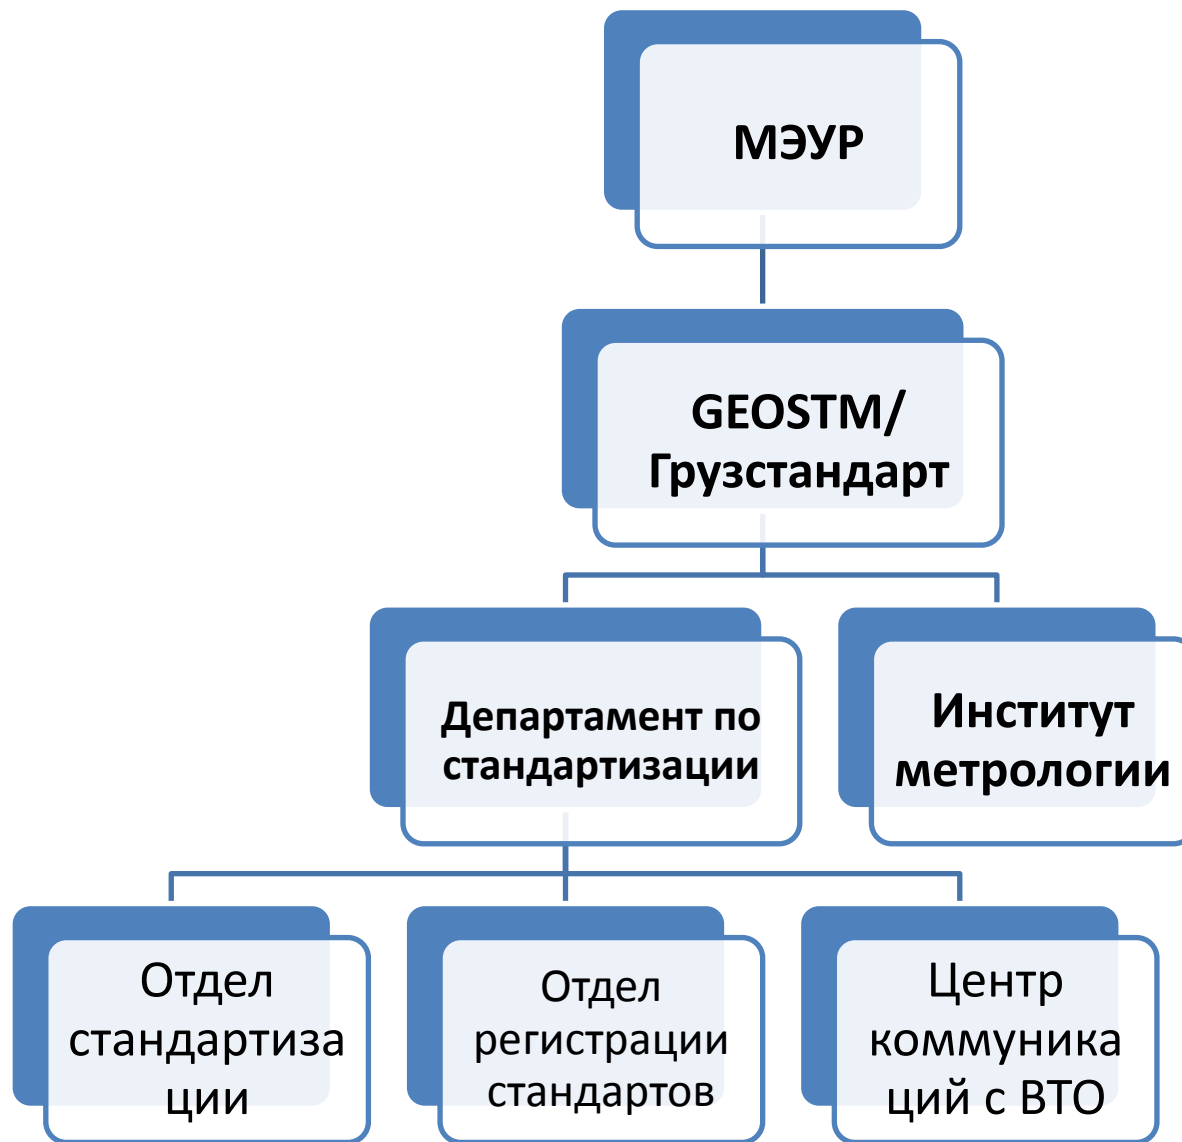 МЭУР
GEOSTM/
Грузстандарт
Департамент по
стандартизации
Институт
метрологии
Отдел
стандартиза
ции
Отдел
регистрации
стандартов
Центр
коммуника
ций с ВТО